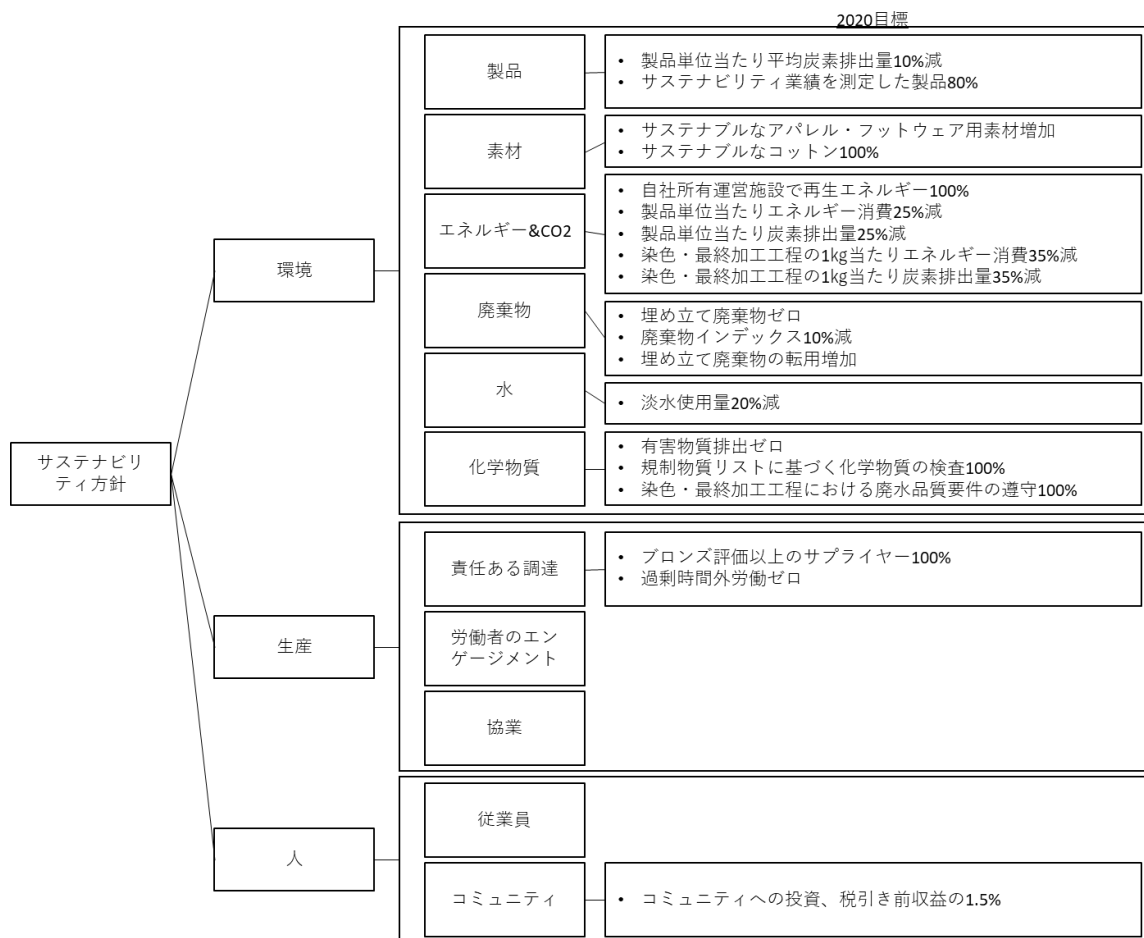 2020目標
製品
• 製品単位当たり平均炭素排出量10%減
• サステナビリティ業績を測定した製品80%
素材
• サステナブルなアパレル・フットウェア用素材増加
• サステナブルなコットン100%
エネルギー&CO2
• 自社所有運営施設で再生エネルギー100%
• 製品単位当たりエネルギー消費25%減
• 製品単位当たり炭素排出量25%減
• 染色・最終加工工程の1kg当たりエネルギー消費35%減
• 染色・最終加工工程の1kg当たり炭素排出量35%減
環境
廃棄物
• 埋め立て廃棄物ゼロ
• 廃棄物インデックス10%減
• 埋め立て廃棄物の転用増加
水
• 淡水使用量20%減
サステナビリ
ティ方針
化学物質
• 有害物質排出ゼロ
• 規制物質リストに基づく化学物質の検査100%
• 染色・最終加工工程における廃水品質要件の遵守100%
生産
責任ある調達
• ブロンズ評価以上のサプライヤー100%
• 過剰時間外労働ゼロ
労働者のエン
ゲージメント
協業
人
従業員
コミュニティ
• コミュニティへの投資、税引き前収益の1.5%